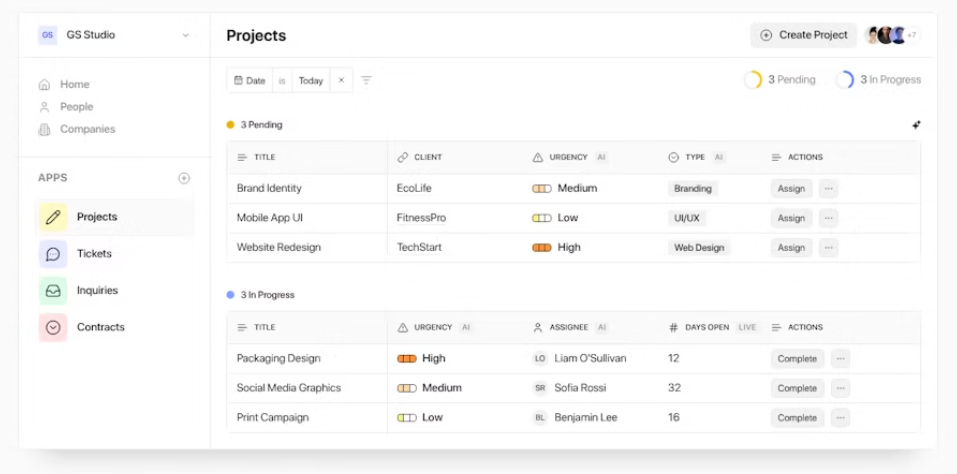 GS GS Studio
Home
People
Companies
APPS
Projects
Tickets
Inquiries
Contracts
Projects
Create Project
+7
Date is Today ×
3 Pending
3 In Progress
3 Pending
TITLE CLIENT URGENCY AI TYPE AI ACTIONS
Brand Identity EcoLife Medium Branding Assign ...
Mobile App UI FitnessPro Low UI/UX Assign ...
Website Redesign TechStart High Web Design Assign ...
3 In Progress
TITLE URGENCY AI ASSIGNEE AI # DAYS OPEN LIVE ACTIONS
Packaging Design High LO Liam O'Sullivan 12 Complete ...
Social Media Graphics Medium SR Sofia Rossi 32 Complete ...
Print Campaign Low BL Benjamin Lee 16 Complete ...